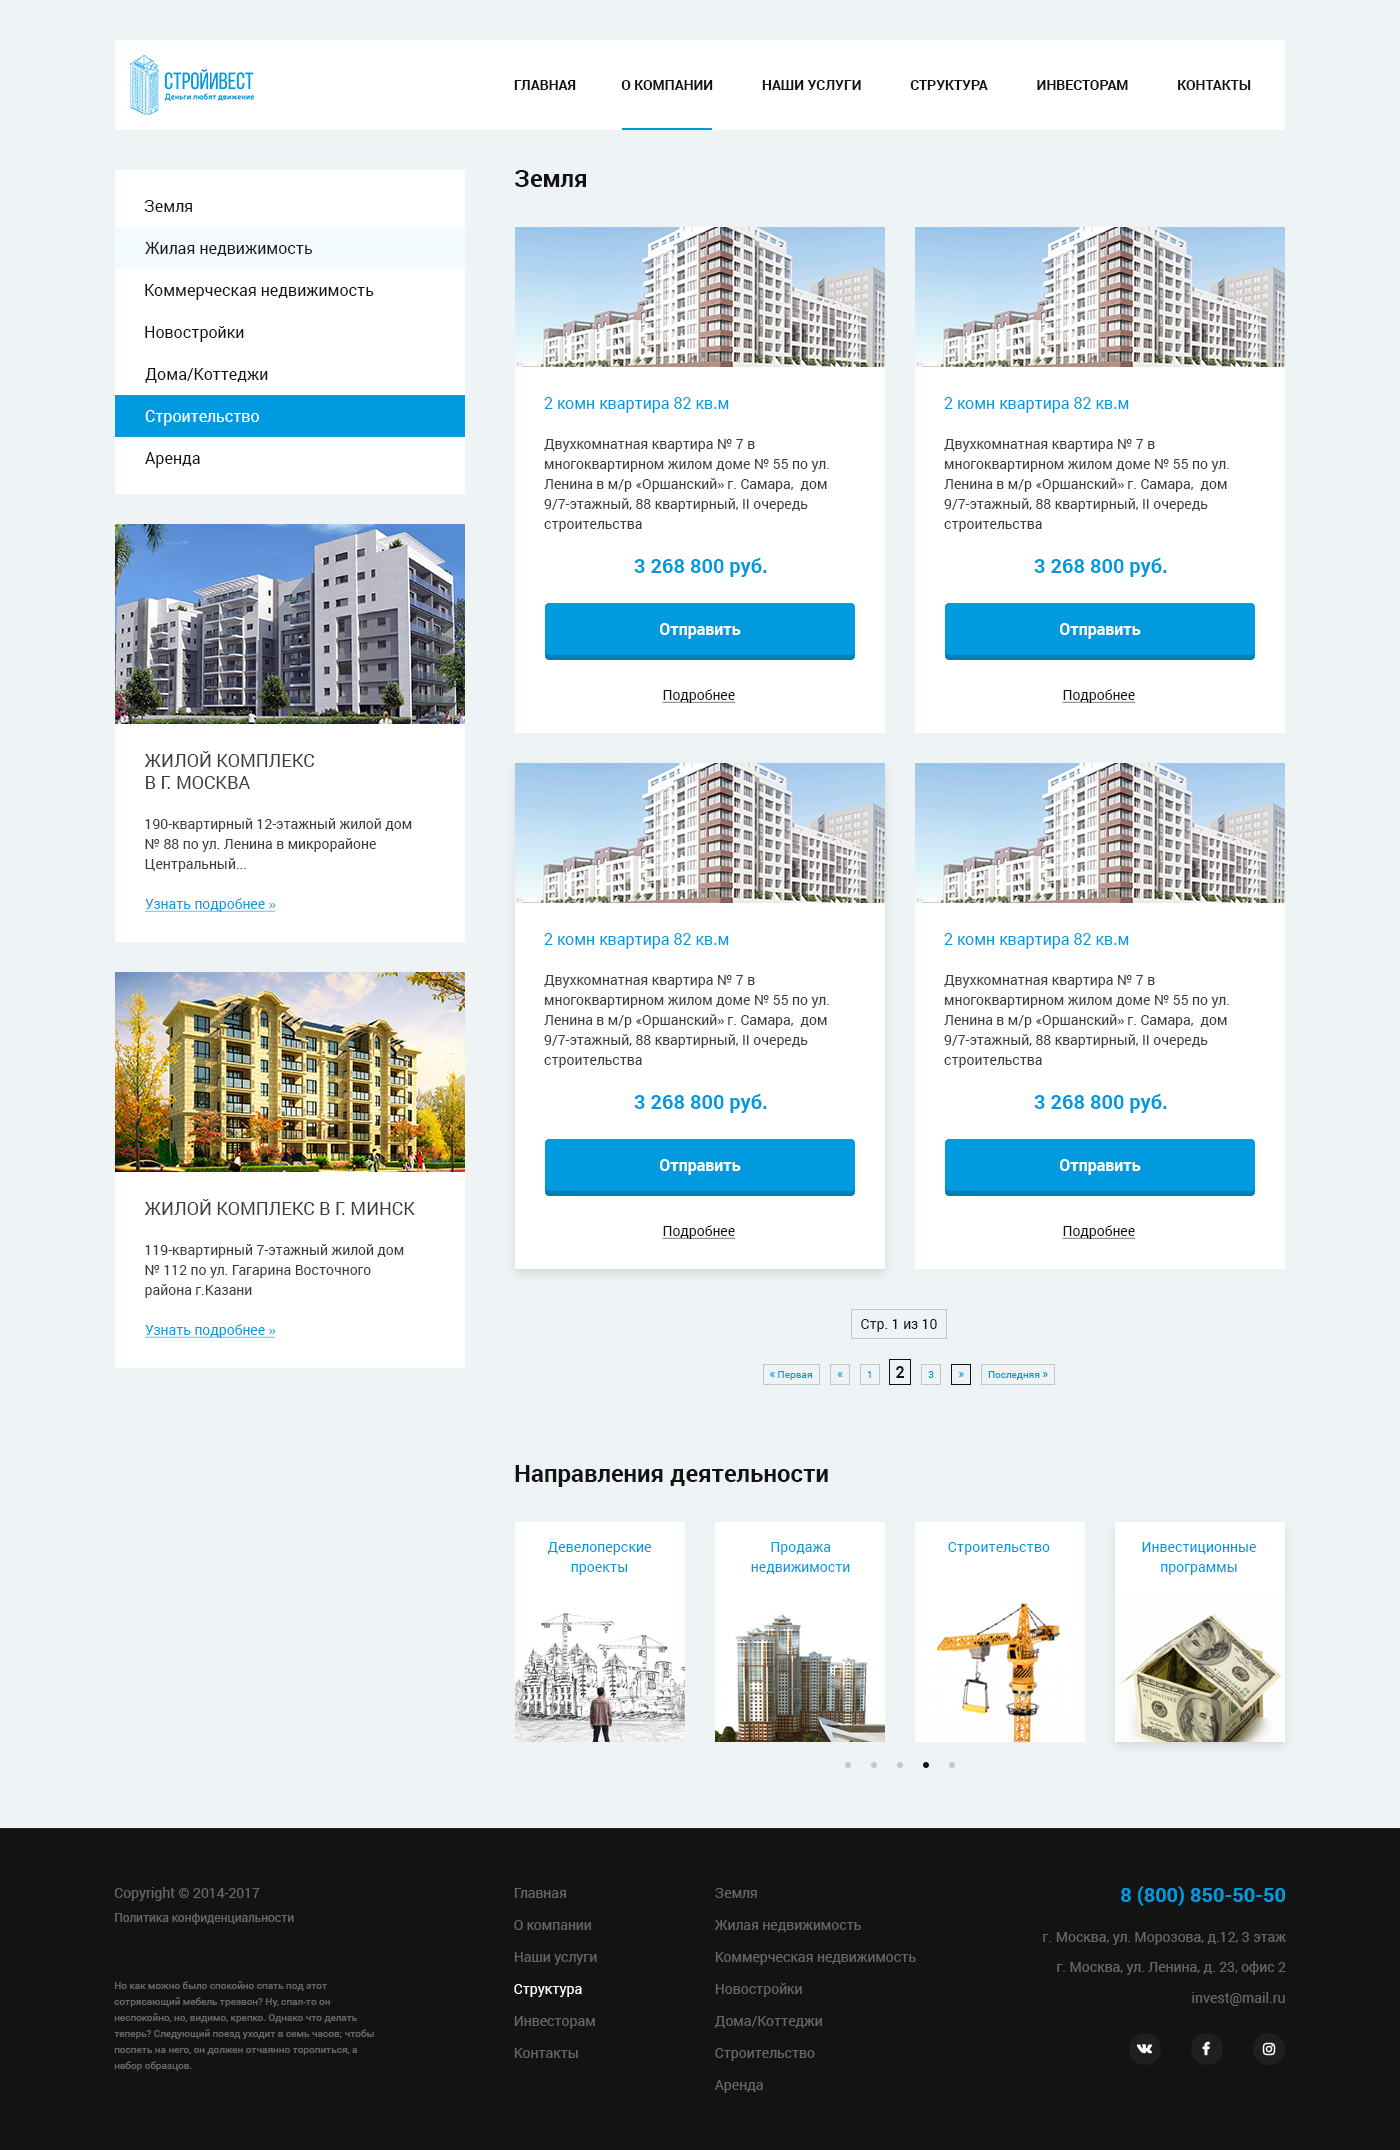 СТРОЙИВЕСТ
Деньги любят движение
ГЛАВНАЯ
О КОМПАНИИ
НАШИ УСЛУГИ
СТРУКТУРА
ИНВЕСТОРАМ
КОНТАКТЫ
Земля
Жилая недвижимость
Коммерческая недвижимость
Новостройки
Дома/Коттеджи
Строительство
Аренда
ЖИЛОЙ КОМПЛЕКС
В Г. МОСКВА
190-квартирный 12-этажный жилой дом
№ 88 по ул. Ленина в микрорайоне
Центральный...
Узнать подробнее »
ЖИЛОЙ КОМПЛЕКС В Г. МИНСК
119-квартирный 7-этажный жилой дом
№ 112 по ул. Гагарина Восточного
района г.Казани
Узнать подробнее »
Земля
2 комн квартира 82 кв.м
Двухкомнатная квартира № 7 в
многоквартирном жилом доме № 55 по ул.
Ленина в м/р «Оршанский» г. Самара,  дом
9/7-этажный, 88 квартирный, II очередь
строительства
3 268 800 руб.
Отправить
Подробнее
2 комн квартира 82 кв.м
Двухкомнатная квартира № 7 в
многоквартирном жилом доме № 55 по ул.
Ленина в м/р «Оршанский» г. Самара,  дом
9/7-этажный, 88 квартирный, II очередь
строительства
3 268 800 руб.
Отправить
Подробнее
2 комн квартира 82 кв.м
Двухкомнатная квартира № 7 в
многоквартирном жилом доме № 55 по ул.
Ленина в м/р «Оршанский» г. Самара,  дом
9/7-этажный, 88 квартирный, II очередь
строительства
3 268 800 руб.
Отправить
Подробнее
2 комн квартира 82 кв.м
Двухкомнатная квартира № 7 в
многоквартирном жилом доме № 55 по ул.
Ленина в м/р «Оршанский» г. Самара,  дом
9/7-этажный, 88 квартирный, II очередь
строительства
3 268 800 руб.
Отправить
Подробнее
Стр. 1 из 10
« Первая « 1 2 3 » Последняя »
Направления деятельности
Девелоперские
проекты
Продажа
недвижимости
Строительство
Инвестиционные
программы
Copyright © 2014-2017
Политика конфиденциальности
Но как можно было спокойно спать под этот
сотрясающий мебель трезвон? Ну, спал-то он
неспокойно, но, видимо, крепко. Однако что делать
теперь? Следующий поезд уходит в семь часов; чтобы
поспеть на него, он должен отчаянно торопиться, а
набор образцов.
Главная
О компании
Наши услуги
Структура
Инвесторам
Контакты
Земля
Жилая недвижимость
Коммерческая недвижимость
Новостройки
Дома/Коттеджи
Строительство
Аренда
8 (800) 850-50-50
г. Москва, ул. Морозова, д.12, 3 этаж
г. Москва, ул. Ленина, д. 23, офис 2
invest@mail.ru